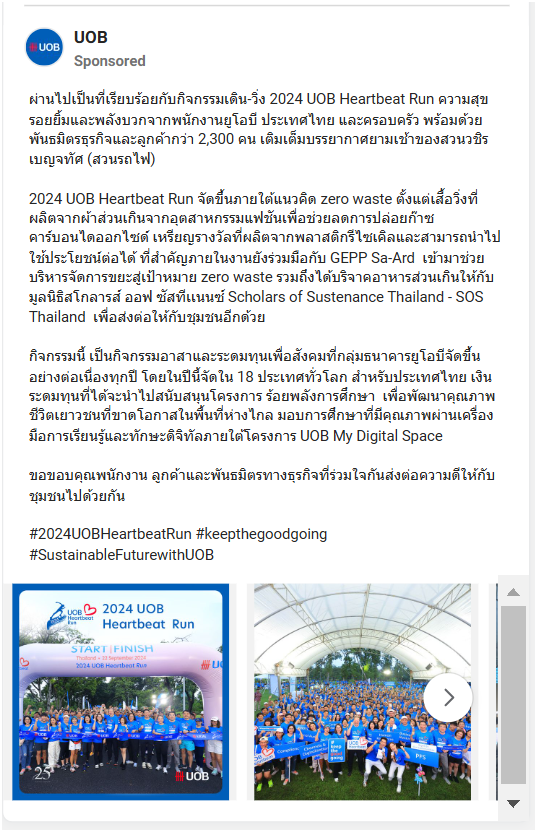 UOB
UOB
Sponsored
ผ่านไปเป็นที่เรียบร้อยกับกิจกรรมเดิน-วิ่ง 2024 UOB Heartbeat Run ความสุข
รอยยิ้มและพลังบวกจากพนักงานยูโอบี ประเทศไทย และครอบครัว พร้อมด้วย
พันธมิตรธุรกิจและลูกค้ากว่า 2,300 คน เติมเต็มบรรยากาศยามเช้าของสวนวชิร
เบญจทัศ (สวนรถไฟ)
2024 UOB Heartbeat Run จัดขึ้นภายใต้แนวคิด zero waste ตั้งแต่เสื้อวิ่งที่
ผลิตจากผ้าส่วนเกินจากอุตสาหกรรมแฟชันเพื่อช่วยลดการปล่อยก๊าซ
คาร์บอนไดออกไซด์ เหรียญรางวัลที่ผลิตจากพลาสติกรีไซเคิลและสามารถนำไป
ใช้ประโยชน์ต่อได้ ที่สำคัญภายในงานยังร่วมมือกับ GEPP Sa-Ard เข้ามาช่วย
บริหารจัดการขยะสู่เป้าหมาย zero waste รวมถึงได้บริจาคอาหารส่วนเกินให้กับ
มูลนิธิสโกลารส์ ออฟ ซัสทีแนนซ์ Scholars of Sustenance Thailand - SOS
Thailand เพื่อส่งต่อให้กับชุมชนอีกด้วย
กิจกรรมนี้ เป็นกิจกรรมอาสาและระดมทุนเพื่อสังคมที่กลุ่มธนาคารยูโอบีจัดขึ้น
อย่างต่อเนื่องทุกปี โดยในปีนี้จัดใน 18 ประเทศทั่วโลก สำหรับประเทศไทย เงิน
ระดมทุนที่ได้จะนำไปสนับสนุนโครงการ ร้อยพลังการศึกษา เพื่อพัฒนาคุณภาพ
ชีวิตเยาวชนที่ขาดโอกาสในพื้นที่ห่างไกล มอบการศึกษาที่มีคุณภาพผ่านเครื่อง
มือการเรียนรู้และทักษะดิจิทัลภายใต้โครงการ UOB My Digital Space
ขอขอบคุณพนักงาน ลูกค้าและพันธมิตรทางธุรกิจที่ร่วมใจกันส่งต่อความดีให้กับ
ชุมชนไปด้วยกัน
#2024UOBHeartbeatRun #keepthegoodgoing
#SustainableFuturewithUOB
UOB
Heartbeat
Run
2024 UOB
Heartbeat Run
START | FINISH
2024 UOB Heartbeat Run
25
UOB
UOB
PFS